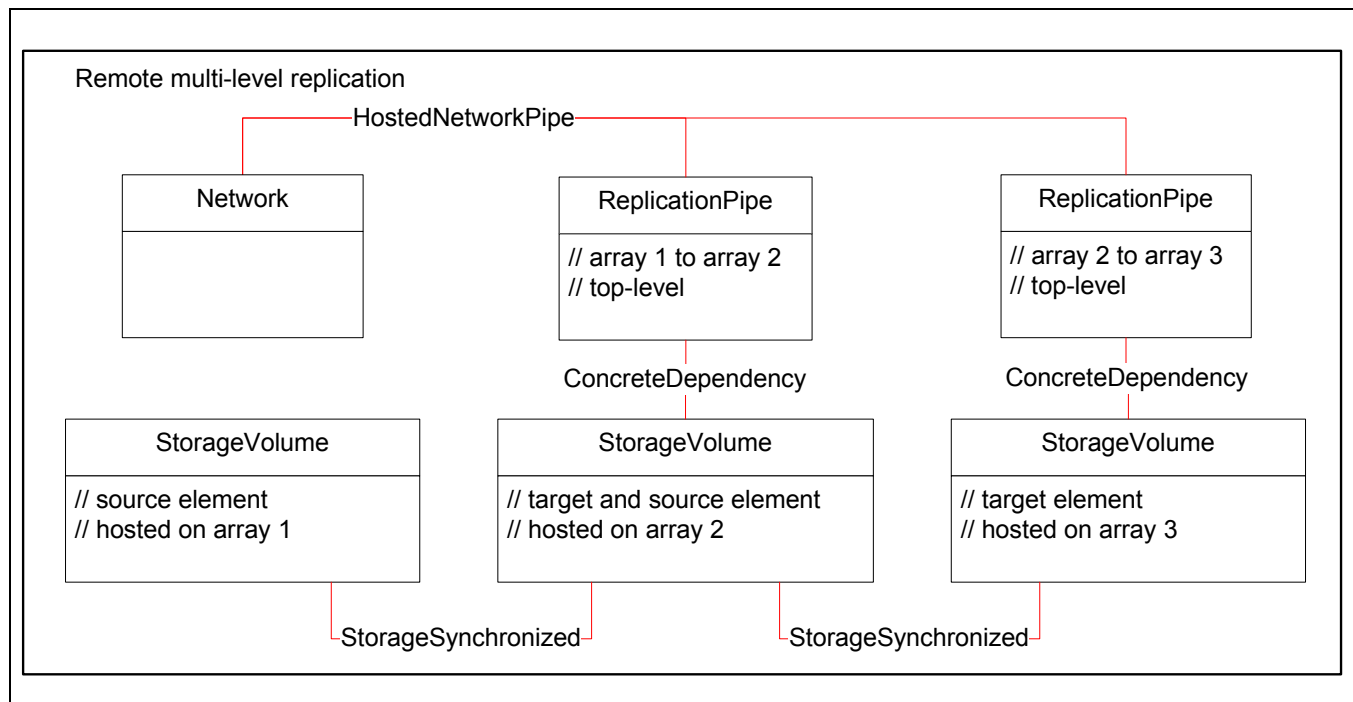 Remote multi-level replication
HostedNetworkPipe
Network
ReplicationPipe
// array 1 to array 2
// top-level
ReplicationPipe
// array 2 to array 3
// top-level
ConcreteDependency
ConcreteDependency
StorageVolume
// source element
// hosted on array 1
StorageVolume
// target and source element
// hosted on array 2
StorageVolume
// target element
// hosted on array 3
StorageSynchronized
StorageSynchronized